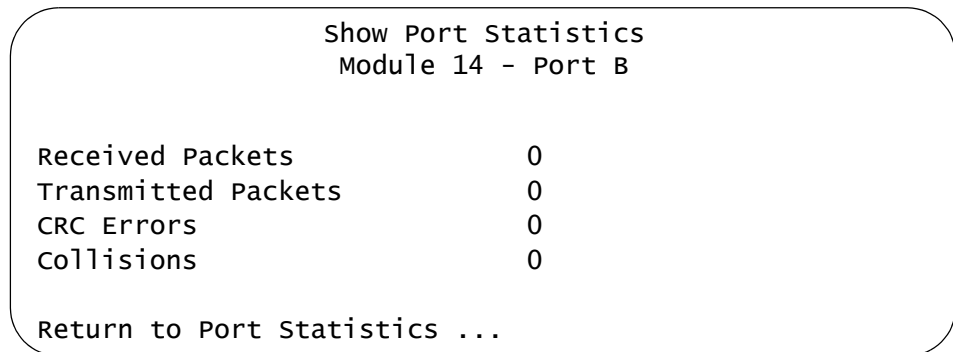 Show Port Statistics
Module 14 - Port B
Received Packets 0
Transmitted Packets 0
CRC Errors 0
Collisions 0
Return to Port Statistics ...